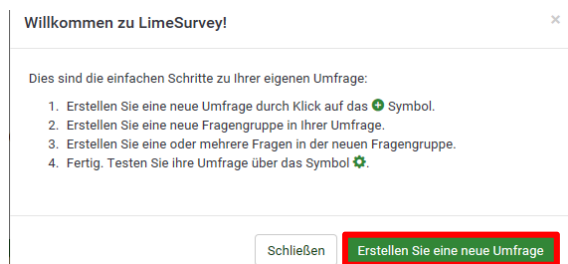 Willkommen zu LimeSurvey!
×
Dies sind die einfachen Schritte zu Ihrer eigenen Umfrage:
1. Erstellen Sie eine neue Umfrage durch Klick auf das Symbol.
2. Erstellen Sie eine neue Fragengruppe in Ihrer Umfrage.
3. Erstellen Sie eine oder mehrere Fragen in der neuen Fragengruppe.
4. Fertig. Testen Sie ihre Umfrage über das Symbol .
Schließen Erstellen Sie eine neue Umfrage